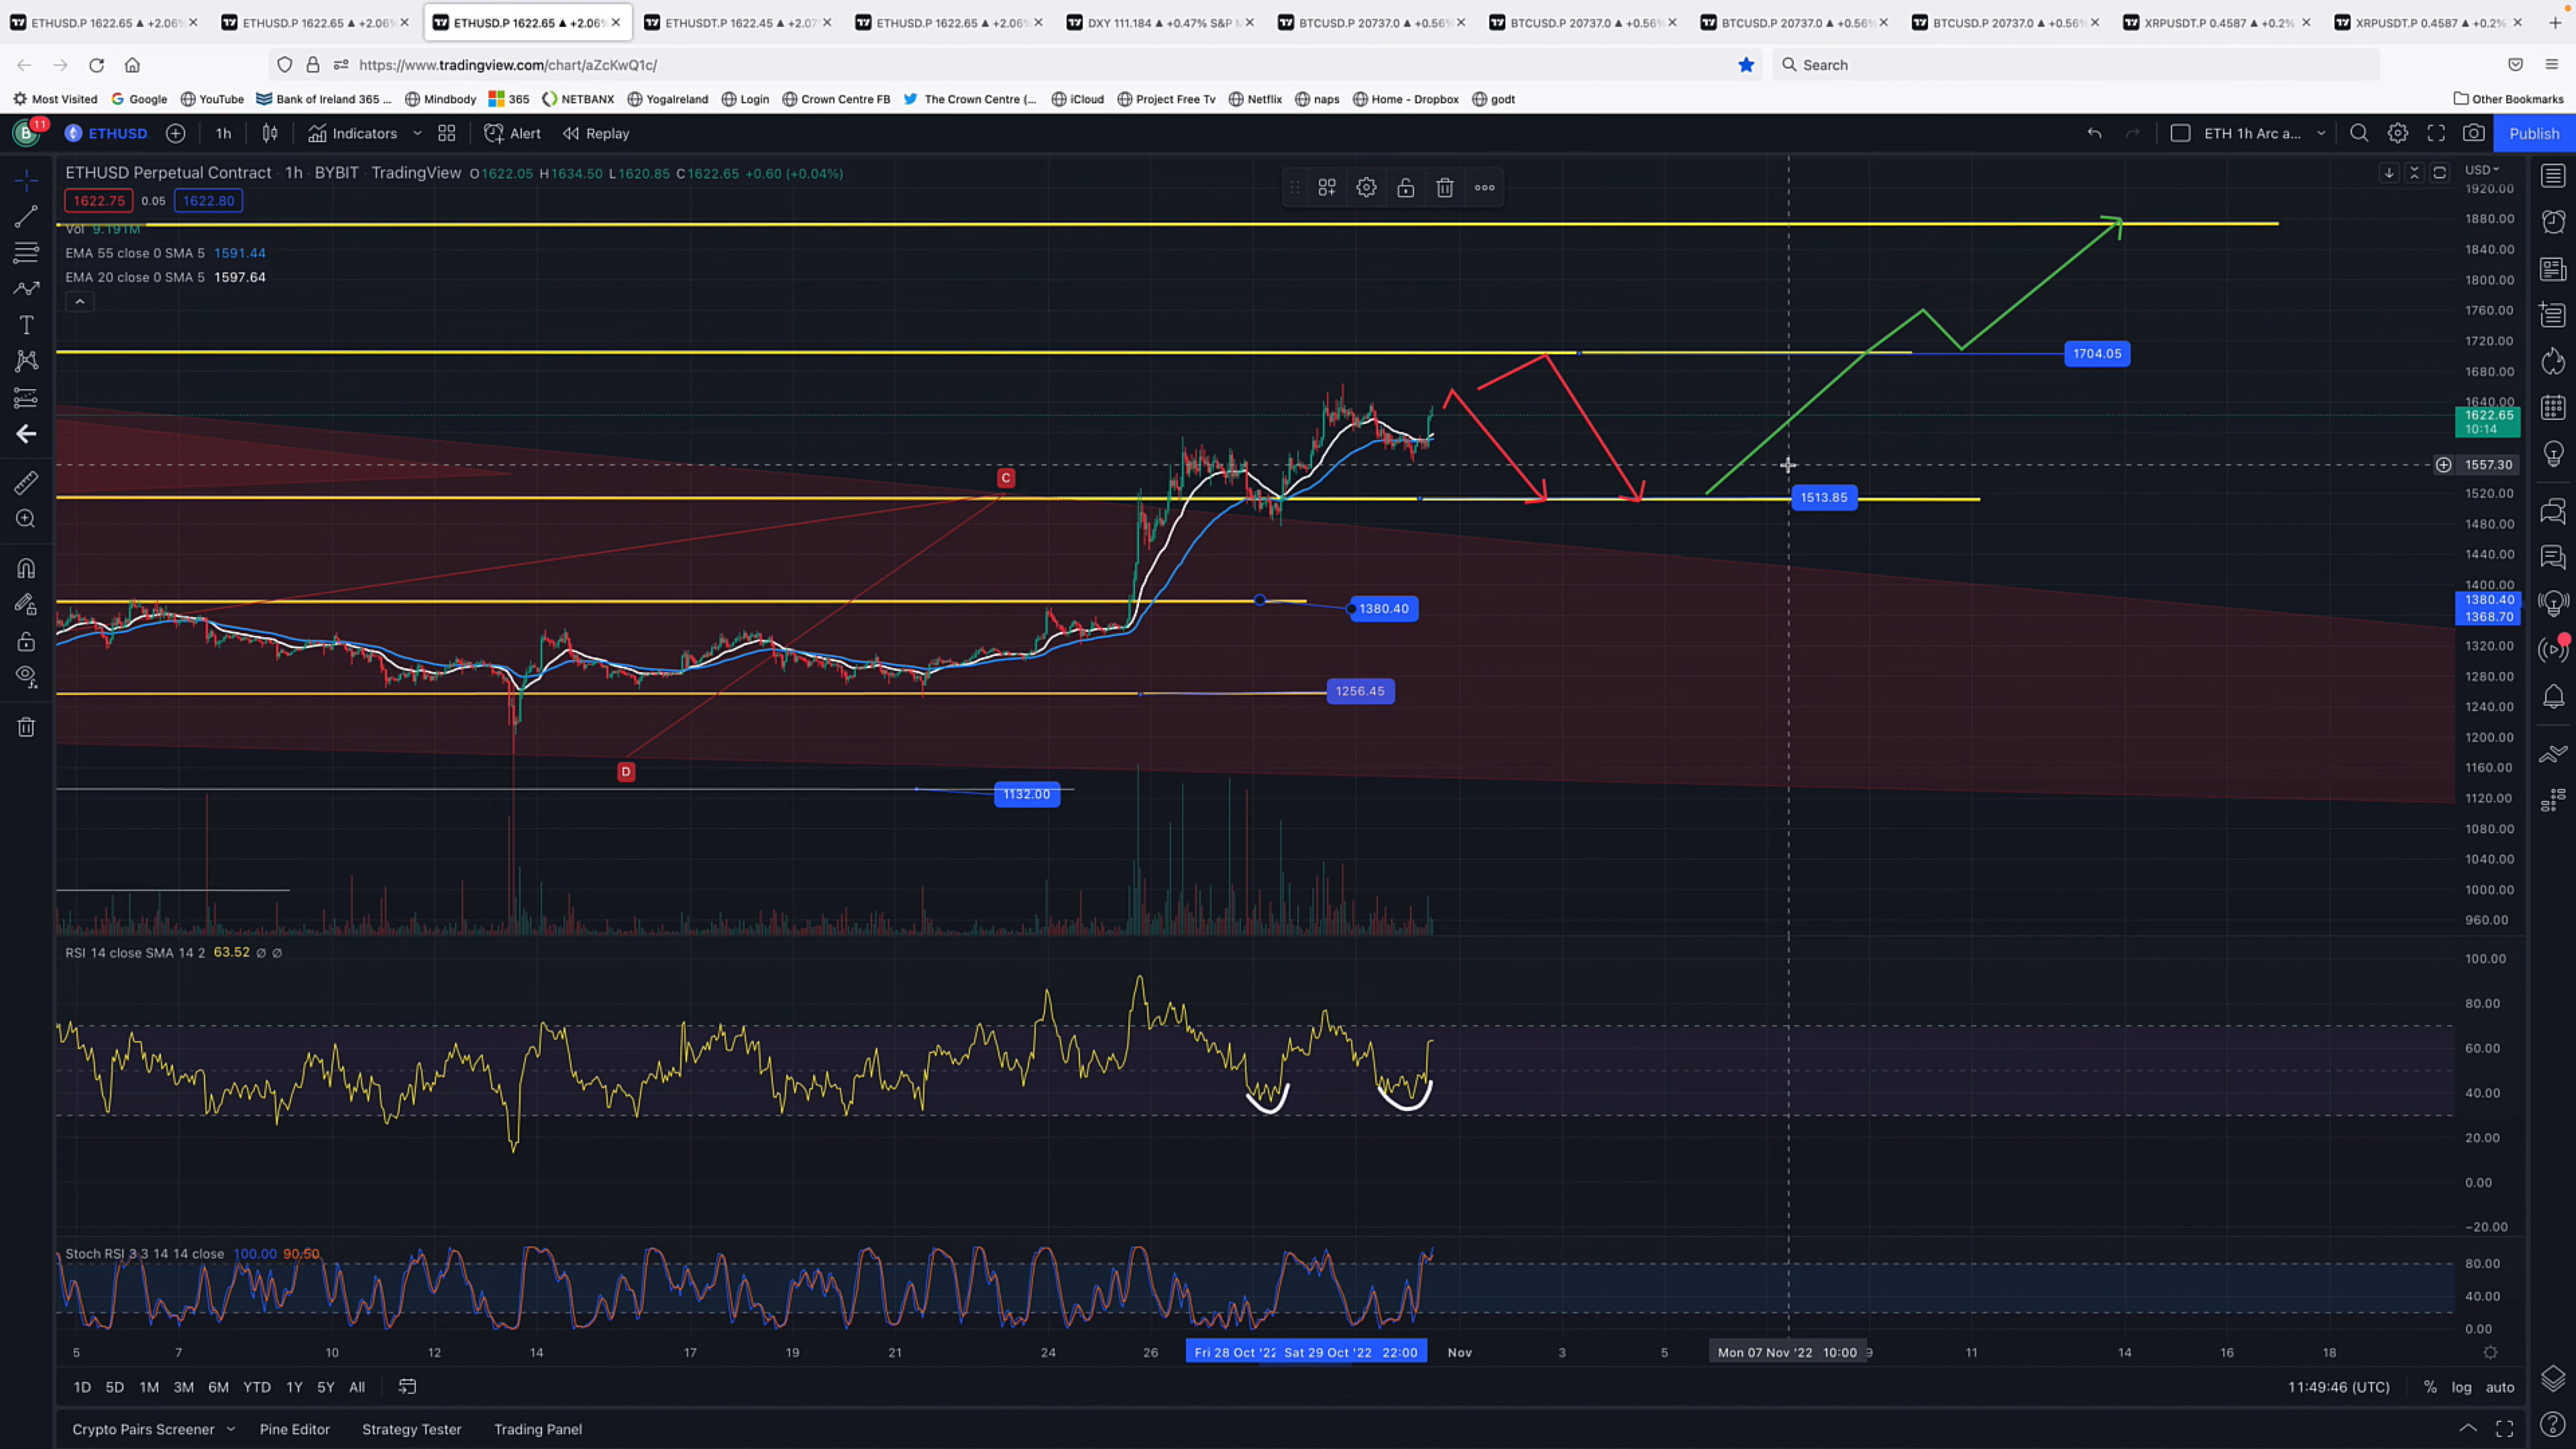 ETHUSD.P 1622.65 ▲ +2.06% ETHUSD.P 1622.65 ▲ +2.06% ETHUSD.P 1622.65 ▲ +2.06% ETHUSDT.P 1622.45 ▲ +2.07% ETHUSD.P 1622.65 ▲ +2.06% DXY 111.184 ▲ +0.47% S&P BTCUSD.P 20737.0 ▲ +0.56% BTCUSD.P 20737.0 ▲ +0.56% BTCUSD.P 20737.0 ▲ +0.56% BTCUSD.P 20737.0 ▲ +0.56% XRPUSDT.P 0.4587 ▲ +0.2% XRPUSDT.P 0.4587 ▲ +0.2%
https://www.tradingview.com/chart/aZcKwQ1c/ Search
Most Visited Google YouTube Bank of Ireland 365 ... Mindbody 365 NETBANX YogaIreland Login Crown Centre FB The Crown Centre (... iCloud Project Free Tv Netflix naps Home - Dropbox godt Other Bookmarks
B 11 ETHUSD 1h Indicators Alert Replay ETH 1h Arc a... Publish
ETHUSD Perpetual Contract · 1h · BYBIT · TradingView O1622.05 H1634.50 L1620.85 C1622.65 +0.60 (+0.04%)
1622.75 0.05 1622.80
Vol 9.191M
EMA 55 close 0 SMA 5 1591.44
EMA 20 close 0 SMA 5 1597.64
USD
1920.00
1880.00
1840.00
1800.00
1760.00
1720.00
1704.05
1680.00
1640.00
1622.65
10:14
1557.30
C
1520.00
1513.85
1480.00
1440.00
1400.00
1380.40
1380.40
1368.70
1320.00
1280.00
1256.45
1240.00
1200.00
D
1160.00
1132.00
1120.00
1080.00
1040.00
1000.00
960.00
RSI 14 close SMA 14 2 63.52 ∅ ∅
100.00
80.00
60.00
40.00
20.00
0.00
−20.00
Stoch RSI 3 3 14 14 close 100.00 90.50
80.00
40.00
0.00
5 7 10 12 14 17 19 21 24 26 Fri 28 Oct '22 Sat 29 Oct '22 22:00 Nov 3 5 Mon 07 Nov '22 10:00 9 11 14 16 18
1D 5D 1M 3M 6M YTD 1Y 5Y All 11:49:46 (UTC) % log auto
Crypto Pairs Screener Pine Editor Strategy Tester Trading Panel